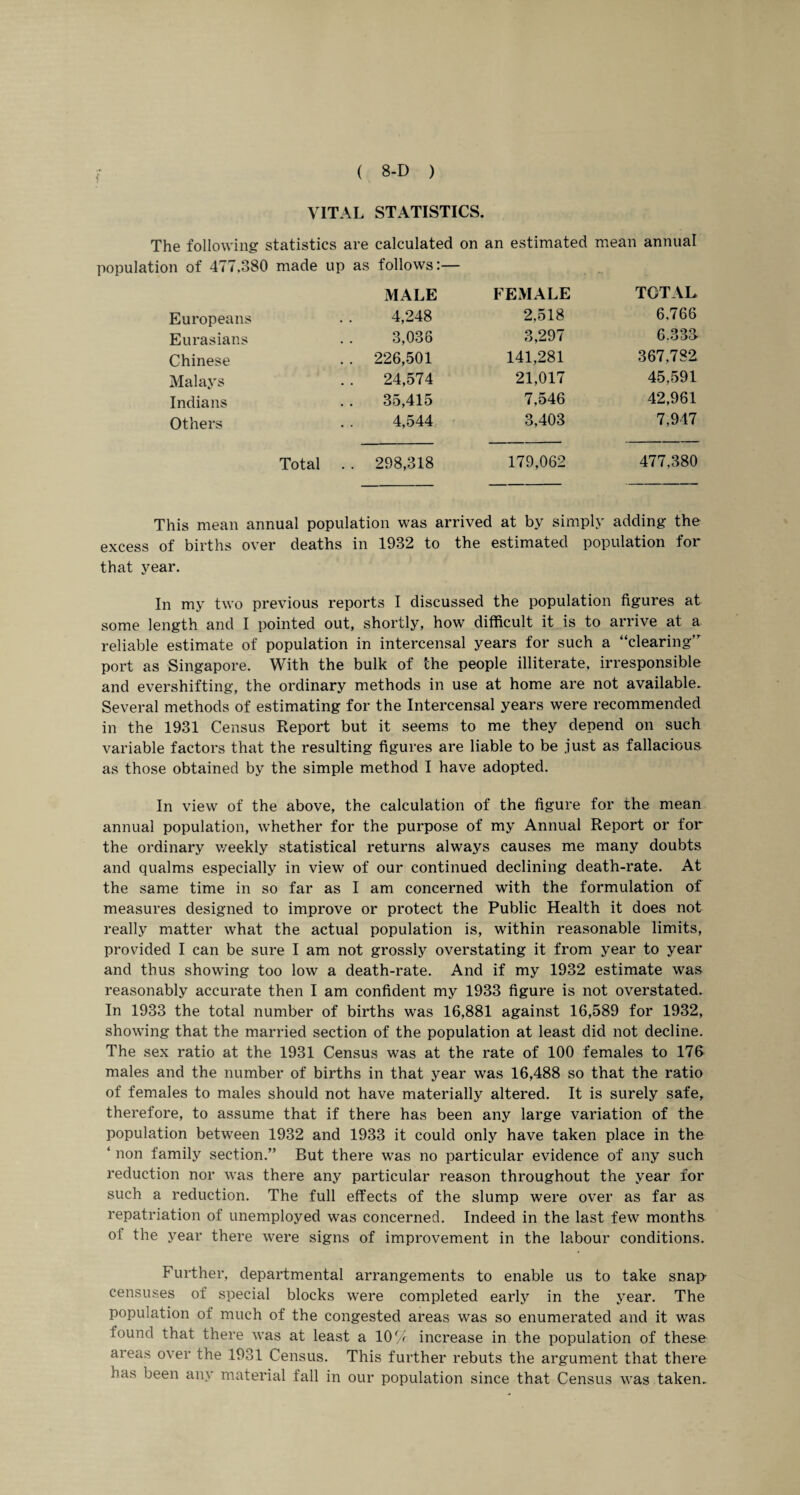 ( 8-D )
VITAL STATISTICS.
The following statistics are calculated on an estimated mean annual
population of 477,380 made up as follows:—
MALE FEMALE TOTAL
Europeans .. 4,248 2,518 6,766
Eurasians .. 3,036 3,297 6,333
Chinese .. 226,501 141,281 367,782
Malays .. 24,574 21,017 45,591
Indians .. 35,415 7,546 42,961
Others .. 4,544 3,403 7,947
Total .. 298,318 179,062 477,380
This mean annual population was arrived at by simply adding the
excess of births over deaths in 1932 to the estimated population for
that year.
In my two previous reports I discussed the population figures at
some length and I pointed out, shortly, how difficult it is to arrive at a
reliable estimate of population in intercensal years for such a “clearing”
port as Singapore. With the bulk of the people illiterate, irresponsible
and evershifting, the ordinary methods in use at home are not available.
Several methods of estimating for the Intercensal years were recommended
in the 1931 Census Report but it seems to me they depend on such
variable factors that the resulting figures are liable to be just as fallacious
as those obtained by the simple method I have adopted.
In view of the above, the calculation of the figure for the mean
annual population, whether for the purpose of my Annual Report or for
the ordinary weekly statistical returns always causes me many doubts
and qualms especially in view of our continued declining death-rate. At
the same time in so far as I am concerned with the formulation of
measures designed to improve or protect the Public Health it does not
really matter what the actual population is, within reasonable limits,
provided I can be sure I am not grossly overstating it from year to year
and thus showing too low a death-rate. And if my 1932 estimate was
reasonably accurate then I am confident my 1933 figure is not overstated.
In 1933 the total number of births was 16,881 against 16,589 for 1932,
showing that the married section of the population at least did not decline.
The sex ratio at the 1931 Census was at the rate of 100 females to 176
males and the number of births in that year was 16,488 so that the ratio
of females to males should not have materially altered. It is surely safe,
therefore, to assume that if there has been any large variation of the
population between 1932 and 1933 it could only have taken place in the
‘ non family section.” But there was no particular evidence of any such
reduction nor was there any particular reason throughout the year for
such a reduction. The full effects of the slump were over as far as
repatriation of unemployed was concerned. Indeed in the last few months
of the year there were signs of improvement in the labour conditions.
Further, departmental arrangements to enable us to take snap
censuses of special blocks were completed early in the year. The
population of much of the congested areas was so enumerated and it was
found that there was at least a 10% increase in the population of these
areas over the 1931 Census. This further rebuts the argument that there
has been any material fall in our population since that Census was taken.